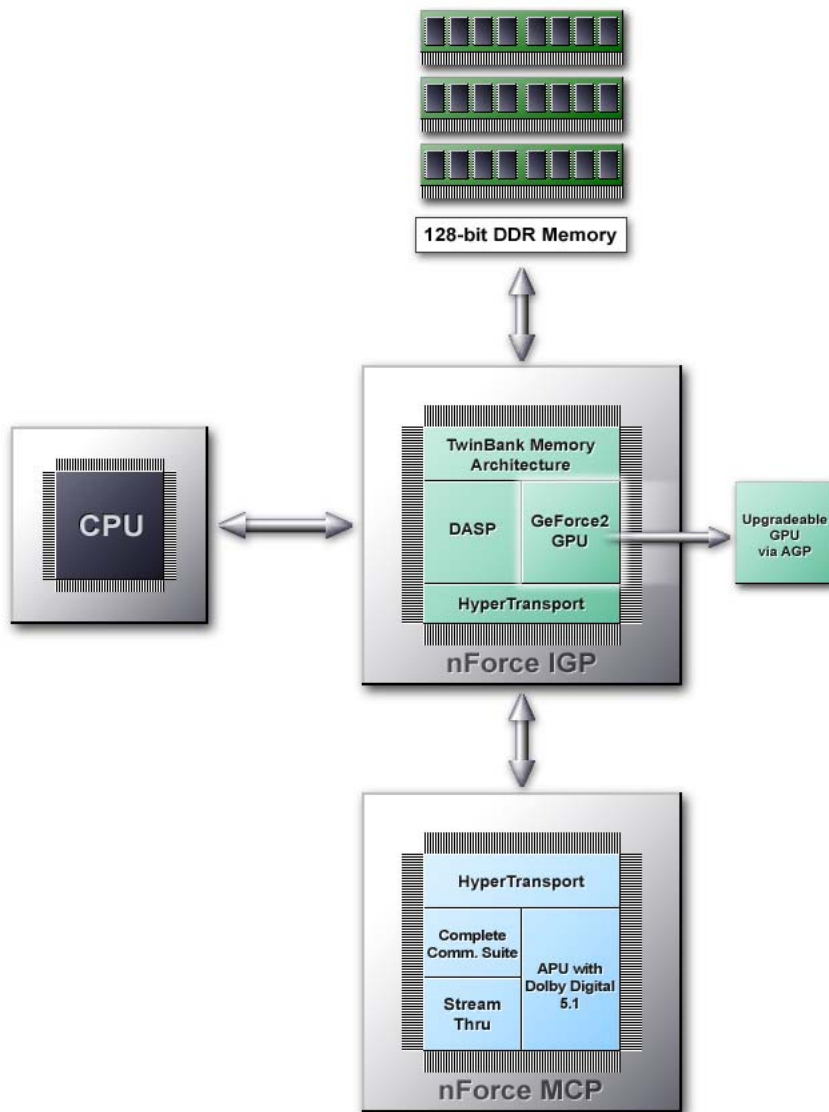 128-bit DDR Memory
TwinBank Memory
Architecture
CPU
DASP
GeForce2
GPU
Upgradeable
GPU
via AGP
HyperTransport
nForce IGP
HyperTransport
Complete
Comm. Suite
APU with
Dolby Digital
5.1
Stream
Thru
nForce MCP